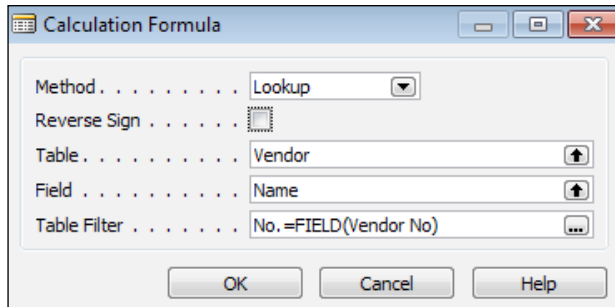 Calculation Formula
Method. . . . . . . . . Lookup
Reverse Sign . . . . . .
Table. . . . . . . . . . Vendor
Field . . . . . . . . . . Name
Table Filter . . . . . . . No.=FIELD(Vendor No) ...
OK Cancel Help